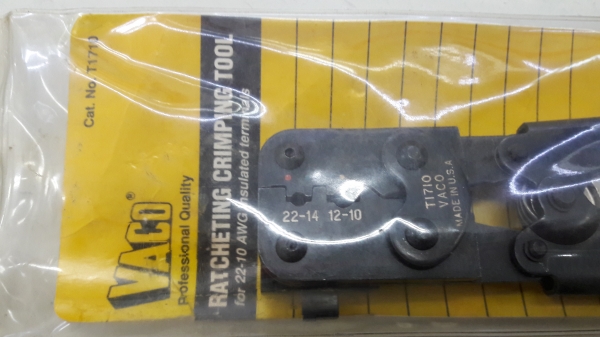 Cat. No. T1710
VACO
Professional Quality
RATCHETING CRIMPING TOOL
for 22-10 AWG insulated terminals
22-14 12-10
T1710
VACO
MADE IN U.S.A